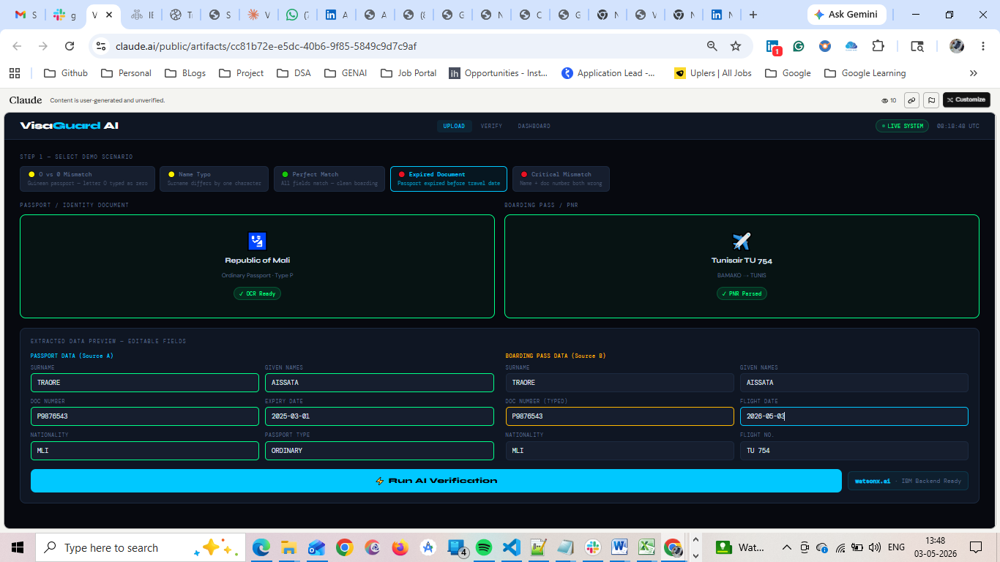 S
g
V
IE
Ti
S
V
(7
A
A
(8
G
N
C
G
N
V
N
N
Ask Gemini
claude.ai/public/artifacts/cc81b72e-e5dc-40b6-9f85-5849c9d7c9af
1
Github
Personal
BLogs
Project
DSA
GENAI
Job Portal
ih Opportunities - Inst...
Application Lead -...
Uplers | All Jobs
Google
Google Learning
Claude Content is user-generated and unverified.
10
Customize
VisaGuard AI
UPLOAD
VERIFY
DASHBOARD
LIVE SYSTEM
08:18:48 UTC
STEP 1 — SELECT DEMO SCENARIO
O vs 0 Mismatch
Guinean passport — letter O typed as zero
Name Typo
Surname differs by one character
Perfect Match
All fields match — clean boarding
Expired Document
Passport expired before travel date
Critical Mismatch
Name + doc number both wrong
PASSPORT / IDENTITY DOCUMENT
Republic of Mali
Ordinary Passport · Type P
✓ OCR Ready
BOARDING PASS / PNR
Tunisair TU 754
BAMAKO → TUNIS
✓ PNR Parsed
EXTRACTED DATA PREVIEW — EDITABLE FIELDS
PASSPORT DATA (Source A)
SURNAME
GIVEN NAMES
TRAORE
AISSATA
DOC NUMBER
EXPIRY DATE
P9876543
2025-03-01
NATIONALITY
PASSPORT TYPE
MLI
ORDINARY
BOARDING PASS DATA (Source B)
SURNAME
GIVEN NAMES
TRAORE
AISSATA
DOC NUMBER (TYPED)
FLIGHT DATE
P9876543
2026-05-03
NATIONALITY
FLIGHT NO.
MLI
TU 754
⚡ Run AI Verification
watsonx.ai · IBM Backend Ready
Type here to search
4
Wat...
ENG
13:48
03-05-2026